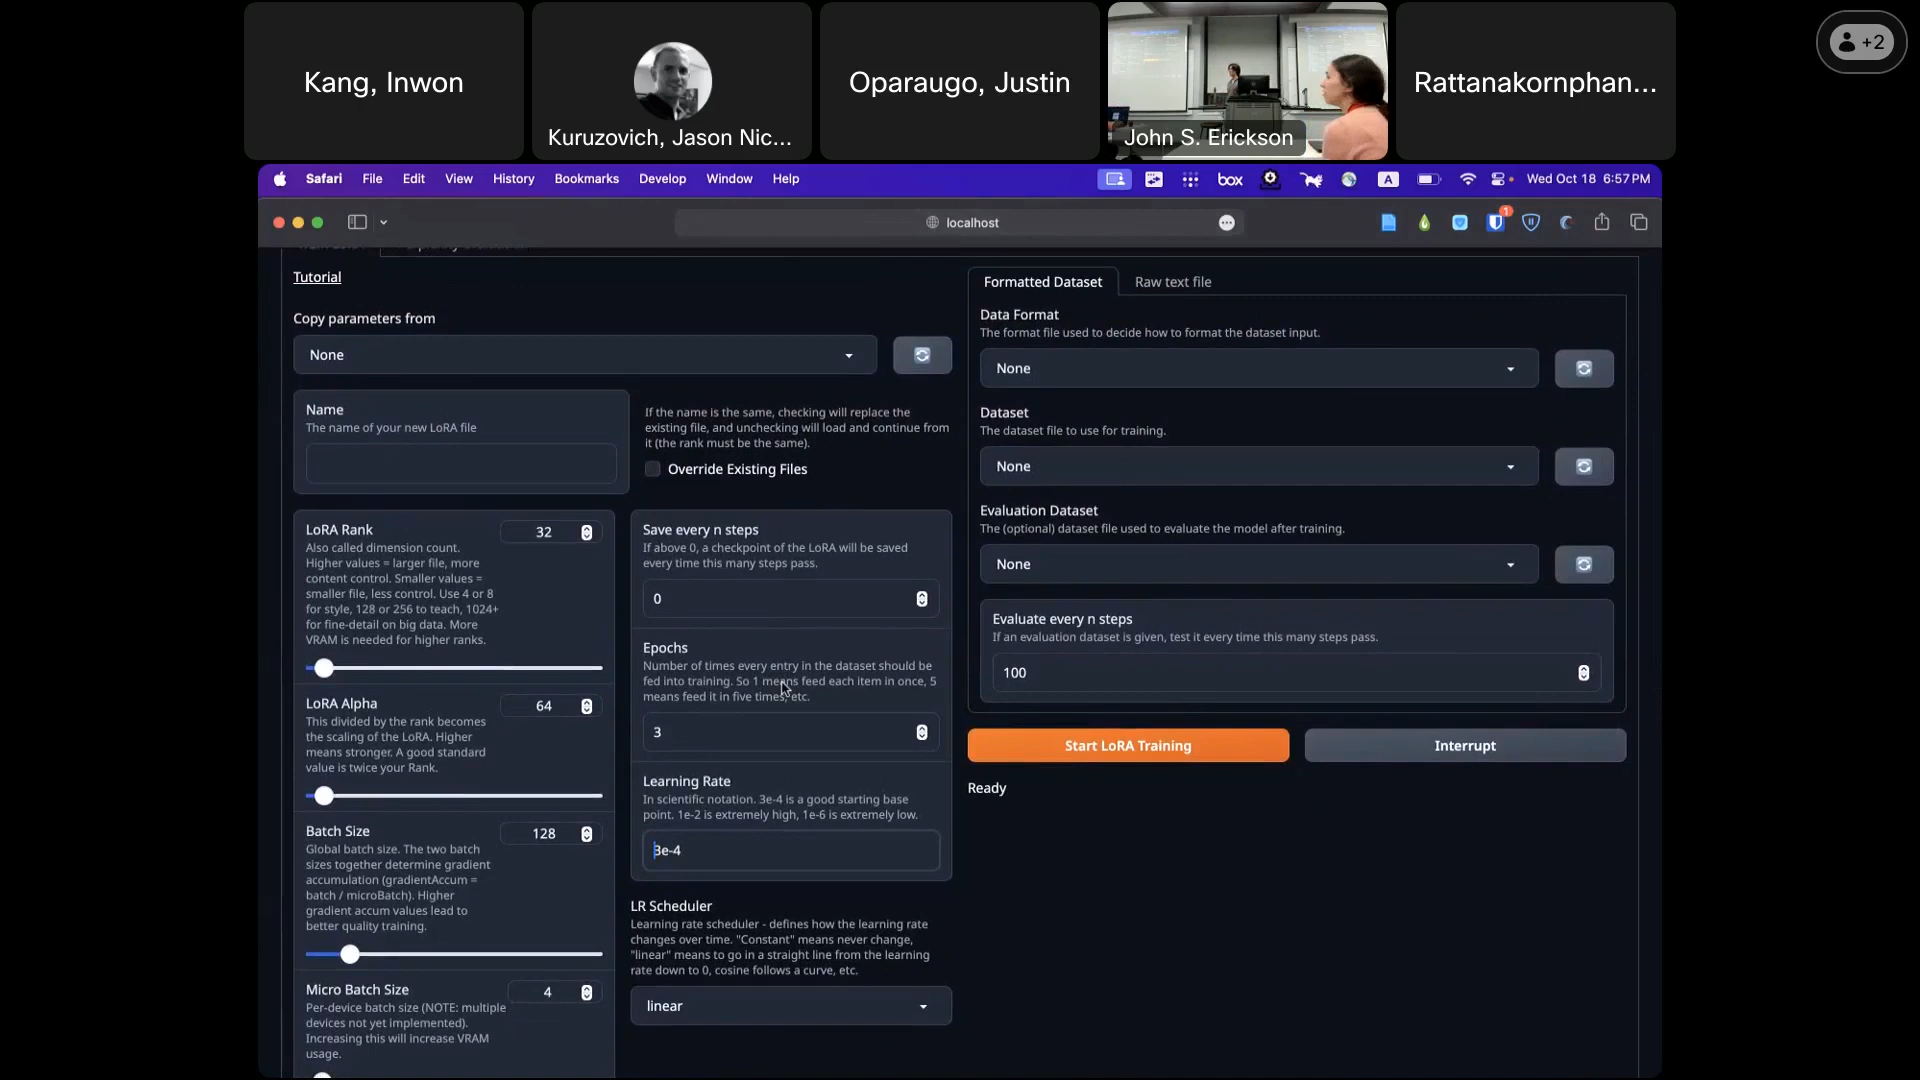 Kang, Inwon
Kuruzovich, Jason Nic...
Oparaugo, Justin
John S. Erickson
Rattanakornphan...
+2
Safari File Edit View History Bookmarks Develop Window Help
box
A
Wed Oct 18 6:57 PM
localhost
1
Tutorial
Copy parameters from
None
Name
The name of your new LoRA file
If the name is the same, checking will replace the
existing file, and unchecking will load and continue from
it (the rank must be the same).
Override Existing Files
LoRA Rank
32
Also called dimension count.
Higher values = larger file, more
content control. Smaller values =
smaller file, less control. Use 4 or 8
for style, 128 or 256 to teach, 1024+
for fine-detail on big data. More
VRAM is needed for higher ranks.
LoRA Alpha
64
This divided by the rank becomes
the scaling of the LoRA. Higher
means stronger. A good standard
value is twice your Rank.
Batch Size
128
Global batch size. The two batch
sizes together determine gradient
accumulation (gradientAccum =
batch / microBatch). Higher
gradient accum values lead to
better quality training.
Micro Batch Size
4
Per-device batch size (NOTE: multiple
devices not yet implemented).
Increasing this will increase VRAM
usage.
Save every n steps
If above 0, a checkpoint of the LoRA will be saved
every time this many steps pass.
0
Epochs
Number of times every entry in the dataset should be
fed into training. So 1 means feed each item in once, 5
means feed it in five times, etc.
3
Learning Rate
In scientific notation. 3e-4 is a good starting base
point. 1e-2 is extremely high, 1e-6 is extremely low.
3e-4
LR Scheduler
Learning rate scheduler - defines how the learning rate
changes over time. "Constant" means never change,
"linear" means to go in a straight line from the learning
rate down to 0, cosine follows a curve, etc.
linear
Formatted Dataset
Raw text file
Data Format
The format file used to decide how to format the dataset input.
None
Dataset
The dataset file to use for training.
None
Evaluation Dataset
The (optional) dataset file used to evaluate the model after training.
None
Evaluate every n steps
If an evaluation dataset is given, test it every time this many steps pass.
100
Start LoRA Training
Interrupt
Ready